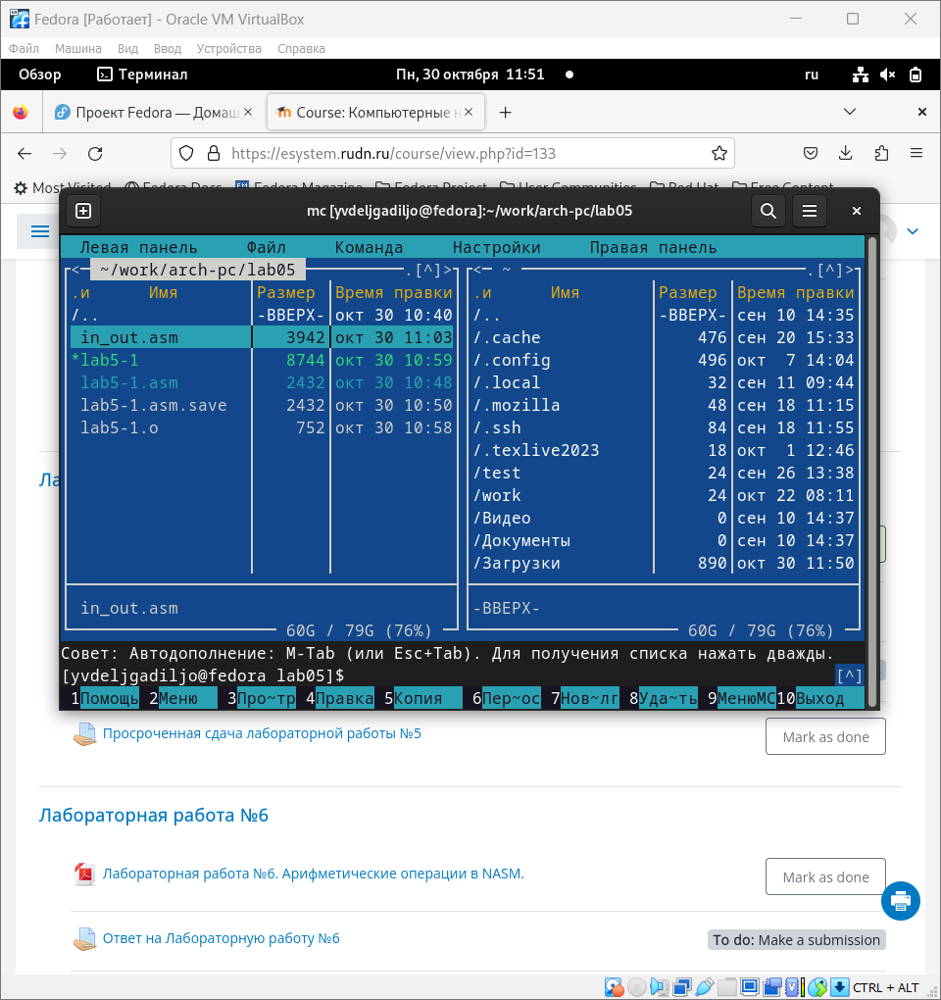 Fedora [Работает] - Oracle VM VirtualBox
Файл Машина Вид Ввод Устройства Справка
Обзор Терминал Пн, 30 октября 11:51 ru
Проект Fedora — Домаш Course: Компьютерные н
https://esystem.rudn.ru/course/view.php?id=133
Most Visited Fedora Docs Fedora Magazine Fedora Project User Communities Red Hat Free Content
mc [yvdeljgadiljo@fedora]:~/work/arch-pc/lab05
Левая панель Файл Команда Настройки Правая панель
<─ ~/work/arch-pc/lab05 .[^]> <─ ~ .[^]>
.и Имя Размер Время правки .и Имя Размер Время правки
/.. -ВВЕРХ- окт 30 10:40 /.. -ВВЕРХ- сен 10 14:35
in_out.asm 3942 окт 30 11:03 /.cache 476 сен 20 15:33
*lab5-1 8744 окт 30 10:59 /.config 496 окт 7 14:04
lab5-1.asm 2432 окт 30 10:48 /.local 32 сен 11 09:44
lab5-1.asm.save 2432 окт 30 10:50 /.mozilla 48 сен 18 11:15
lab5-1.o 752 окт 30 10:58 /.ssh 84 сен 18 11:55
/.texlive2023 18 окт 1 12:46
/test 24 сен 26 13:38
/work 24 окт 22 08:11
/Видео 0 сен 10 14:37
/Документы 0 сен 10 14:37
/Загрузки 890 окт 30 11:50
in_out.asm -ВВЕРХ-
60G / 79G (76%) 60G / 79G (76%)
Совет: Автодополнение: M-Tab (или Esc+Tab). Для получения списка нажать дважды.
[yvdeljgadiljo@fedora lab05]$ [^]
1Помощь 2Меню 3Про~тр 4Правка 5Копия 6Пер~ос 7Нов~лг 8Уда~ть 9МенюMC 10Выход
Ла
Просроченная сдача лабораторной работы №5 Mark as done
Лабораторная работа №6
Лабораторная работа №6. Арифметические операции в NASM. Mark as done
Ответ на Лабораторную работу №6 To do: Make a submission
CTRL + ALT